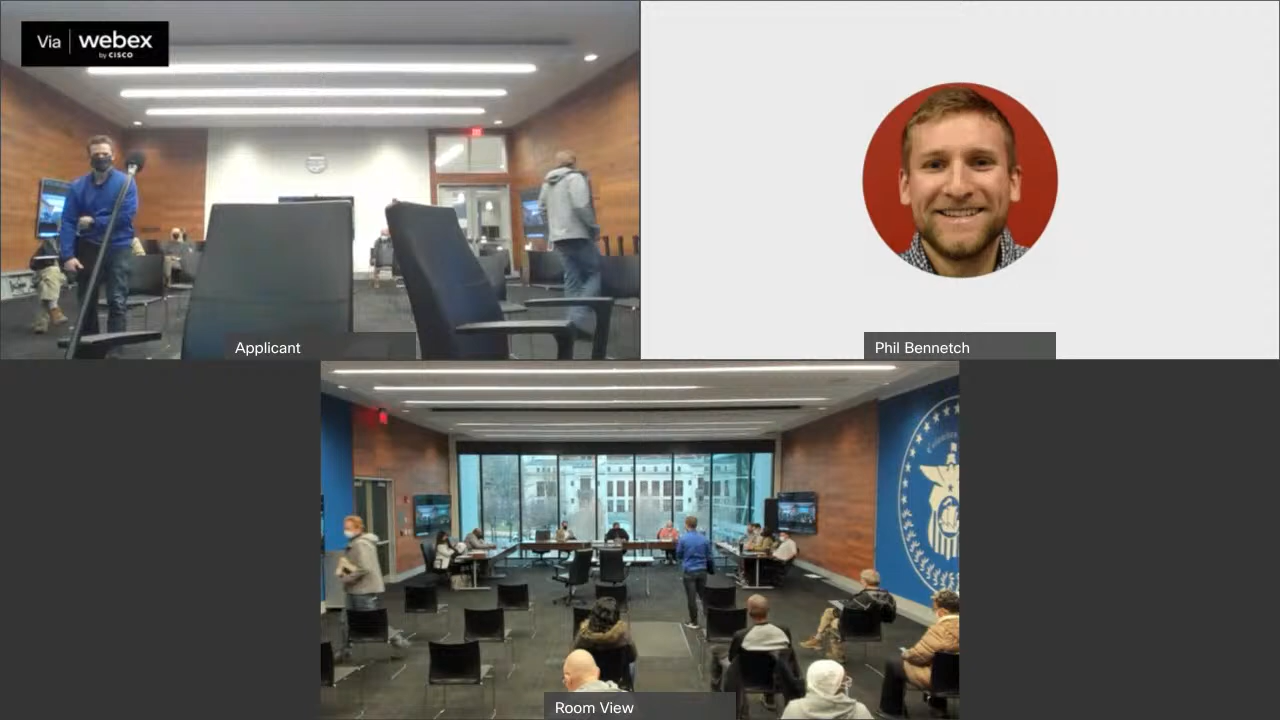 Via | webex
by CISCO
Applicant
Phil Bennetch
Room View